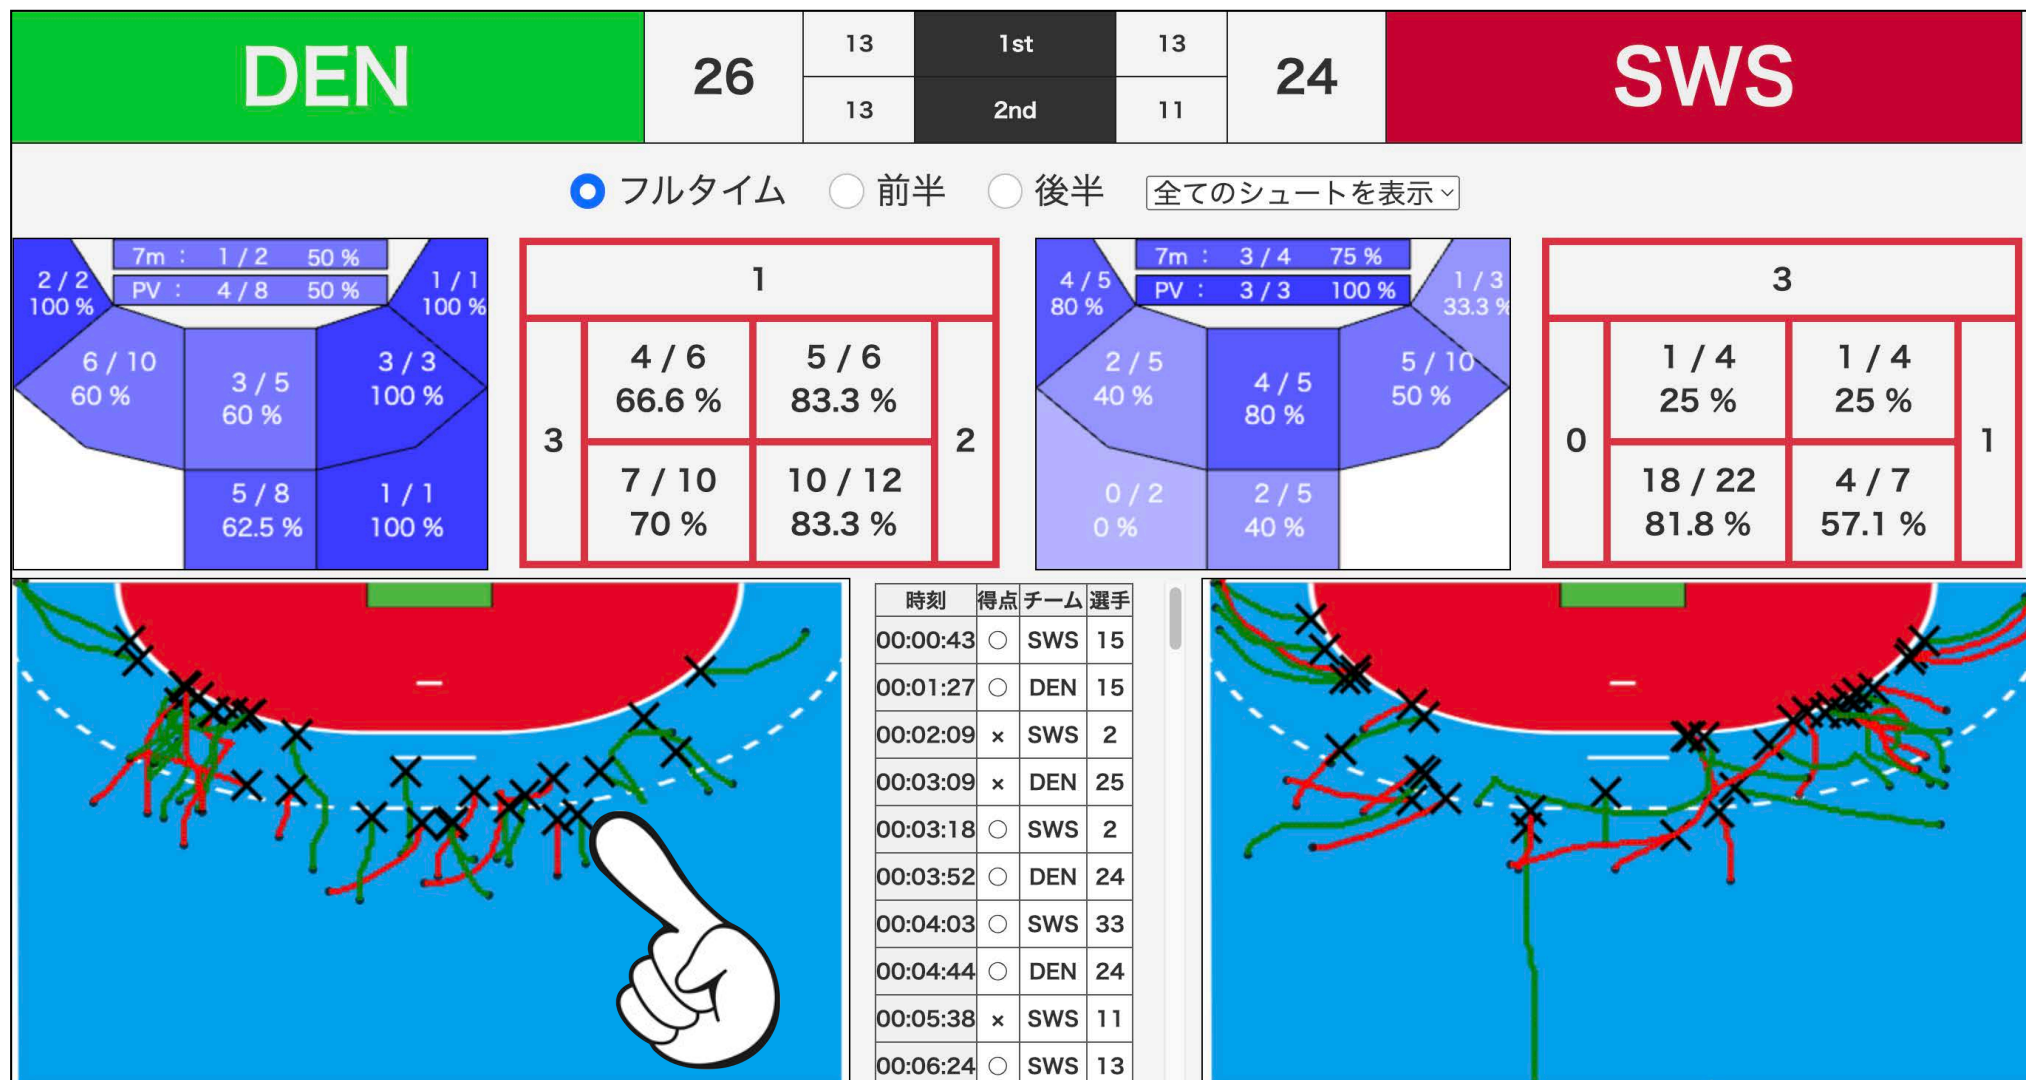 DEN 26 13 1st 13 24 SWS
13 2nd 11
フルタイム 前半 後半 全てのシュートを表示
7m : 1 / 2 50 %
PV : 4 / 8 50 %
2 / 2
100 %
1 / 1
100 %
6 / 10
60 %
3 / 5
60 %
3 / 3
100 %
5 / 8
62.5 %
1 / 1
100 %
1
3
4 / 6
66.6 %
5 / 6
83.3 %
2
7 / 10
70 %
10 / 12
83.3 %
7m : 3 / 4 75 %
PV : 3 / 3 100 %
4 / 5
80 %
1 / 3
33.3 %
2 / 5
40 %
4 / 5
80 %
5 / 10
50 %
0 / 2
0 %
2 / 5
40 %
3
0
1 / 4
25 %
1 / 4
25 %
1
18 / 22
81.8 %
4 / 7
57.1 %
時刻 得点 チーム 選手
00:00:43 ○ SWS 15
00:01:27 ○ DEN 15
00:02:09 × SWS 2
00:03:09 × DEN 25
00:03:18 ○ SWS 2
00:03:52 ○ DEN 24
00:04:03 ○ SWS 33
00:04:44 ○ DEN 24
00:05:38 × SWS 11
00:06:24 ○ SWS 13